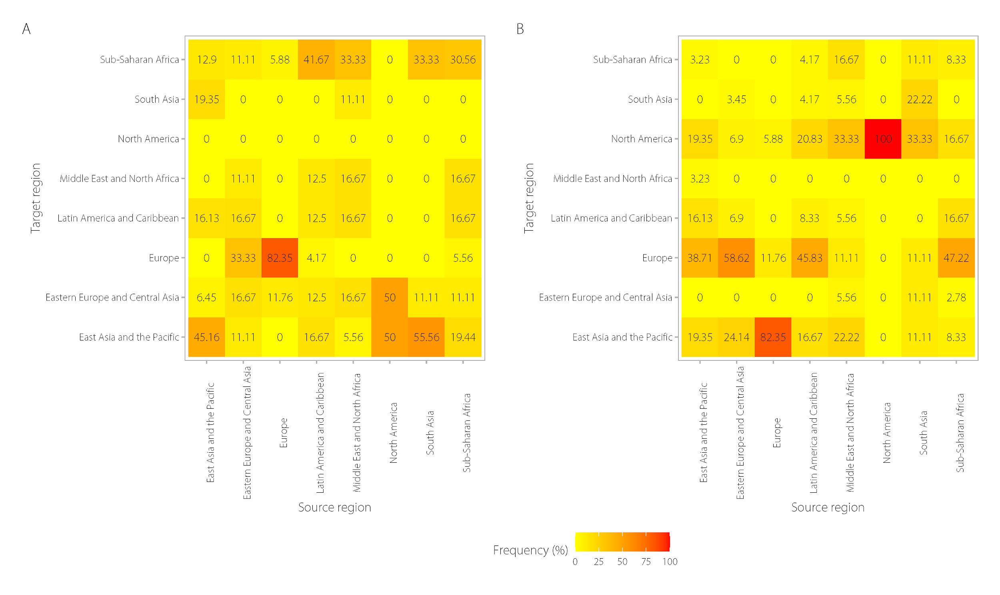 A
Sub-Saharan Africa 12.9 11.11 5.88 41.67 33.33 0 33.33 30.56
South Asia 19.35 0 0 0 11.11 0 0 0
North America 0 0 0 0 0 0 0 0
Middle East and North Africa 0 11.11 0 12.5 16.67 0 0 16.67
Latin America and Caribbean 16.13 16.67 0 12.5 16.67 0 0 16.67
Europe 0 33.33 82.35 4.17 0 0 0 5.56
Eastern Europe and Central Asia 6.45 16.67 11.76 12.5 16.67 50 11.11 11.11
East Asia and the Pacific 45.16 11.11 0 16.67 5.56 50 55.56 19.44
Target region
East Asia and the Pacific
Eastern Europe and Central Asia
Europe
Latin America and Caribbean
Middle East and North Africa
North America
South Asia
Sub-Saharan Africa
Source region
B
Sub-Saharan Africa 3.23 0 0 4.17 16.67 0 11.11 8.33
South Asia 0 3.45 0 4.17 5.56 0 22.22 0
North America 19.35 6.9 5.88 20.83 33.33 100 33.33 16.67
Middle East and North Africa 3.23 0 0 0 0 0 0 0
Latin America and Caribbean 16.13 6.9 0 8.33 5.56 0 0 16.67
Europe 38.71 58.62 11.76 45.83 11.11 0 11.11 47.22
Eastern Europe and Central Asia 0 0 0 0 5.56 0 11.11 2.78
East Asia and the Pacific 19.35 24.14 82.35 16.67 22.22 0 11.11 8.33
Target region
East Asia and the Pacific
Eastern Europe and Central Asia
Europe
Latin America and Caribbean
Middle East and North Africa
North America
South Asia
Sub-Saharan Africa
Source region
Frequency (%)
0 25 50 75 100